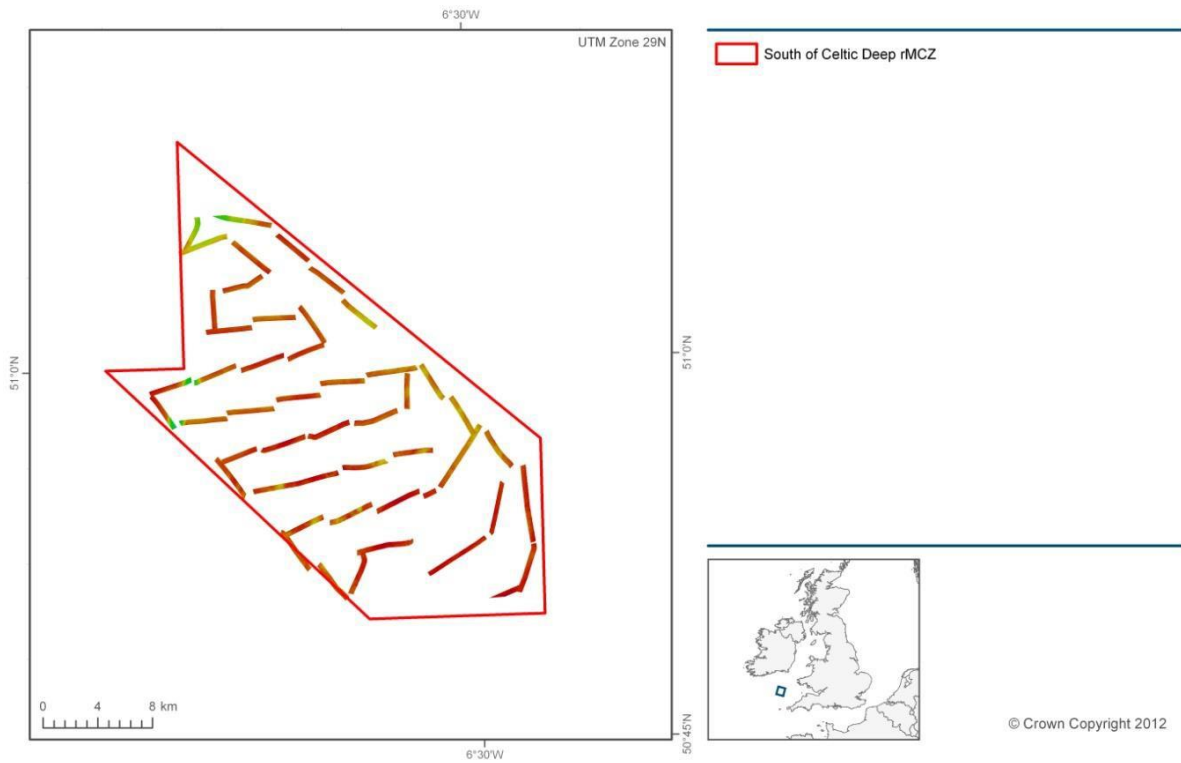 6°30'W
UTM Zone 29N
South of Celtic Deep rMCZ
51°0'N
51°0'N
0 4 8 km
50°45'N
6°30'W
© Crown Copyright 2012